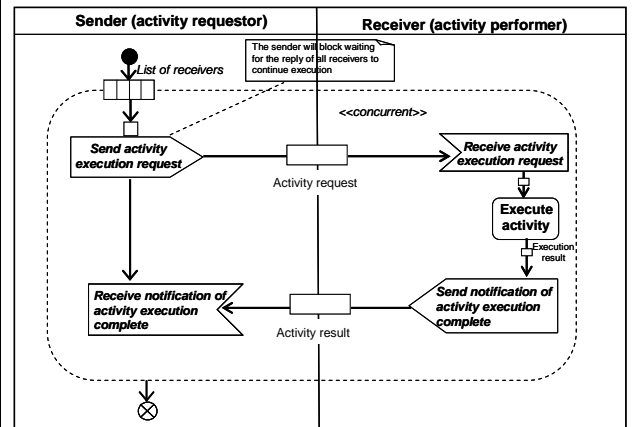 Sender (activity requestor)
Receiver (activity performer)
The sender will block waiting
for the reply of all receivers to
continue execution
List of receivers
<<concurrent>>
Send activity
execution request
Receive activity
execution request
Activity request
Execute
activity
Execution
result
Receive notification of
activity execution
complete
Send notification of
activity execution
complete
Activity result